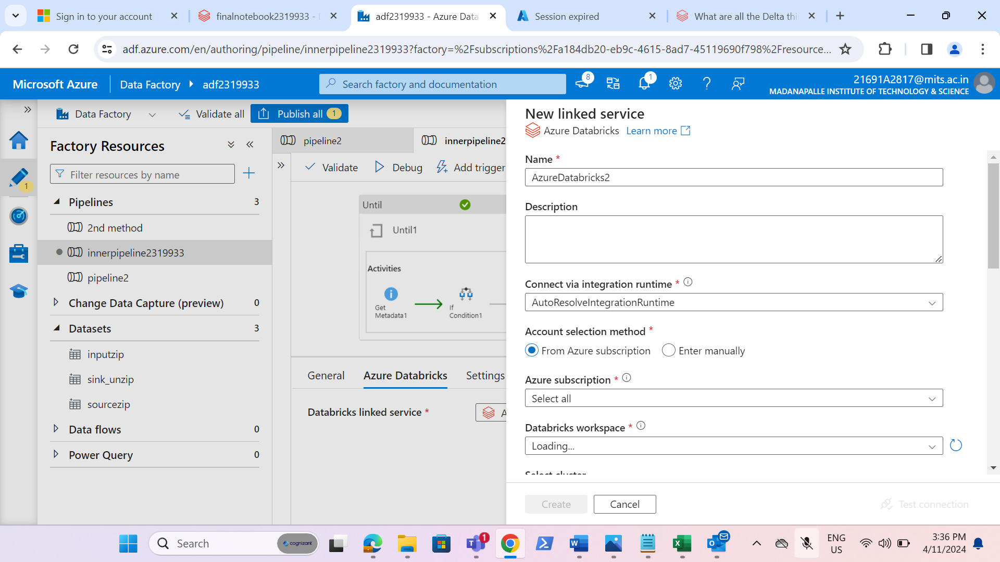 Sign in to your account
finalnotebook2319933 -
adf2319933 - Azure Data
Session expired
What are all the Delta thi
adf.azure.com/en/authoring/pipeline/innerpipeline2319933?factory=%2Fsubscriptions%2Fa184db20-eb9c-4615-8ad7-45119690f798%2Fresource...
Microsoft Azure
Data Factory
adf2319933
Search factory and documentation
8
1
21691A2817@mits.ac.in
MADANAPALLE INSTITUTE OF TECHNOLOGY & SCIENCE
Data Factory
Validate all
Publish all 1
1
Factory Resources
Filter resources by name
Pipelines 3
2nd method
innerpipeline2319933
pipeline2
Change Data Capture (preview) 0
Datasets 3
inputzip
sink_unzip
sourcezip
Data flows 0
Power Query 0
pipeline2
innerpipeline2
Validate
Debug
Add trigger
Until
Until1
Activities
Get
Metadata1
If
Condition1
General
Azure Databricks
Settings
Databricks linked service *
A
New linked service
Azure Databricks Learn more
Name *
AzureDatabricks2
Description
Connect via integration runtime *
AutoResolveIntegrationRuntime
Account selection method *
From Azure subscription
Enter manually
Azure subscription *
Select all
Databricks workspace *
Loading...
Select cluster
Create
Cancel
Test connection
Search
cognizant
1
ENG
US
3:36 PM
4/11/2024